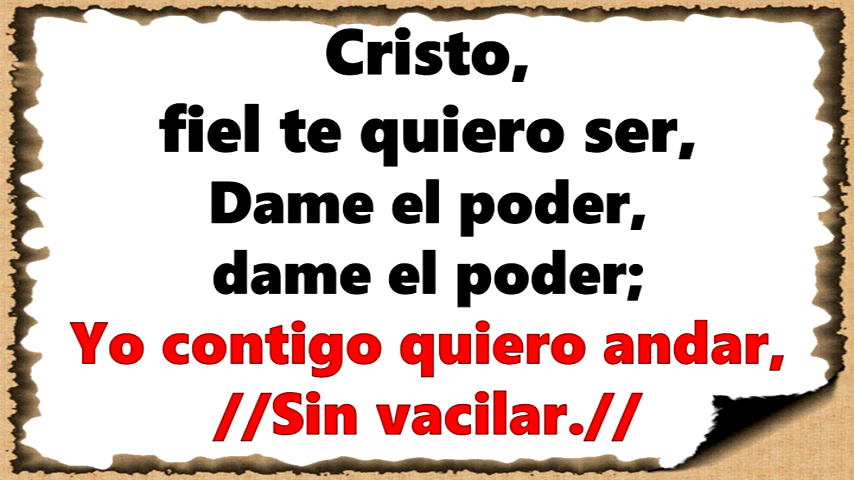 Cristo,
fiel te quiero ser,
Dame el poder,
dame el poder;
Yo contigo quiero andar,
//Sin vacilar.//